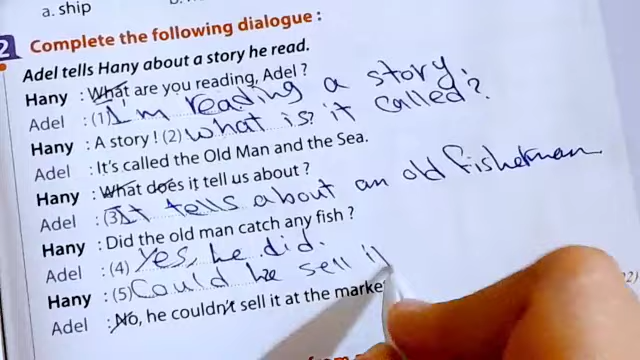 a. ship
b.
2 Complete the following dialogue :
Adel tells Hany about a story he read.
Hany : What are you reading, Adel ?
Adel : (1) I'm reading a story.
Hany : A story ! (2) what is it called?
Adel : It's called the Old Man and the Sea.
Hany : What does it tell us about ?
Adel : (3) It tells about an old fisherman
Hany : Did the old man catch any fish ?
Adel : (4) Yes, he did.
Hany : (5) Could he sell it
Adel : No, he couldn't sell it at the marke